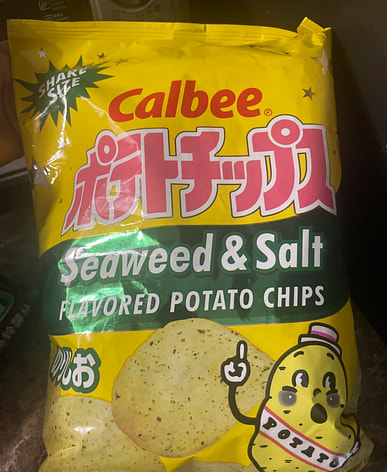 SHARE
SIZE
Calbee®
ポテトチップス
Seaweed & Salt
FLAVORED POTATO CHIPS
のりしお
POTATO